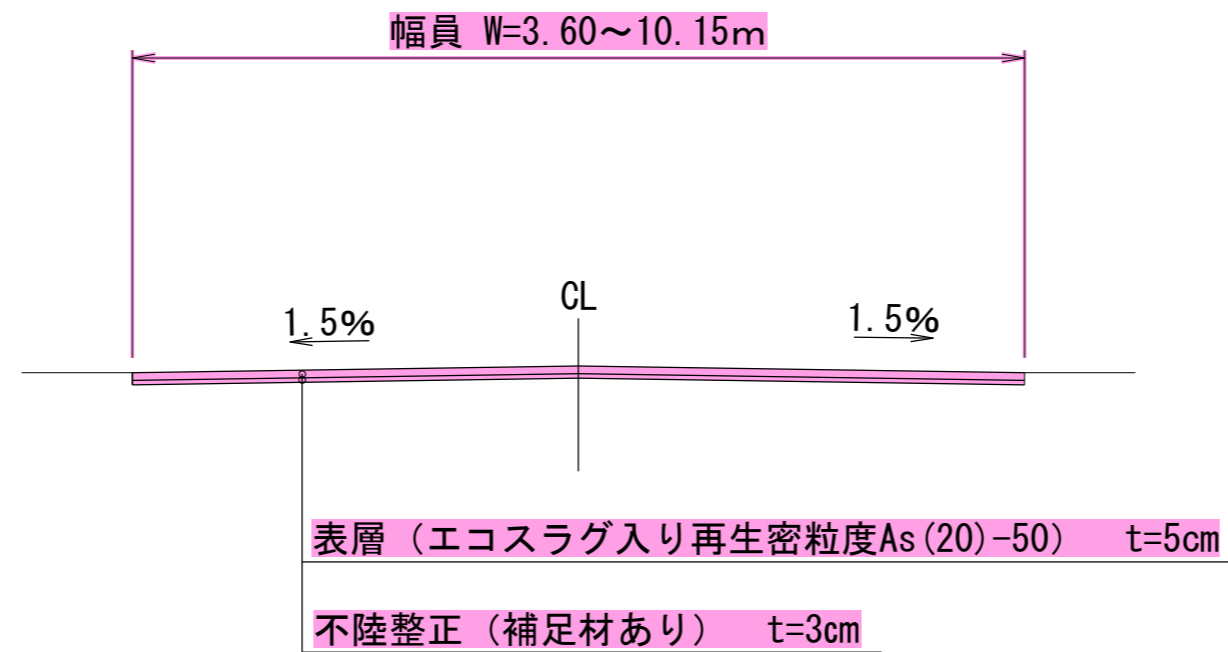 幅員 W=3.60～10.15m
CL
1.5%
1.5%
表層（エコスラグ入り再生密粒度As(20)-50） t=5cm
不陸整正（補足材あり） t=3cm